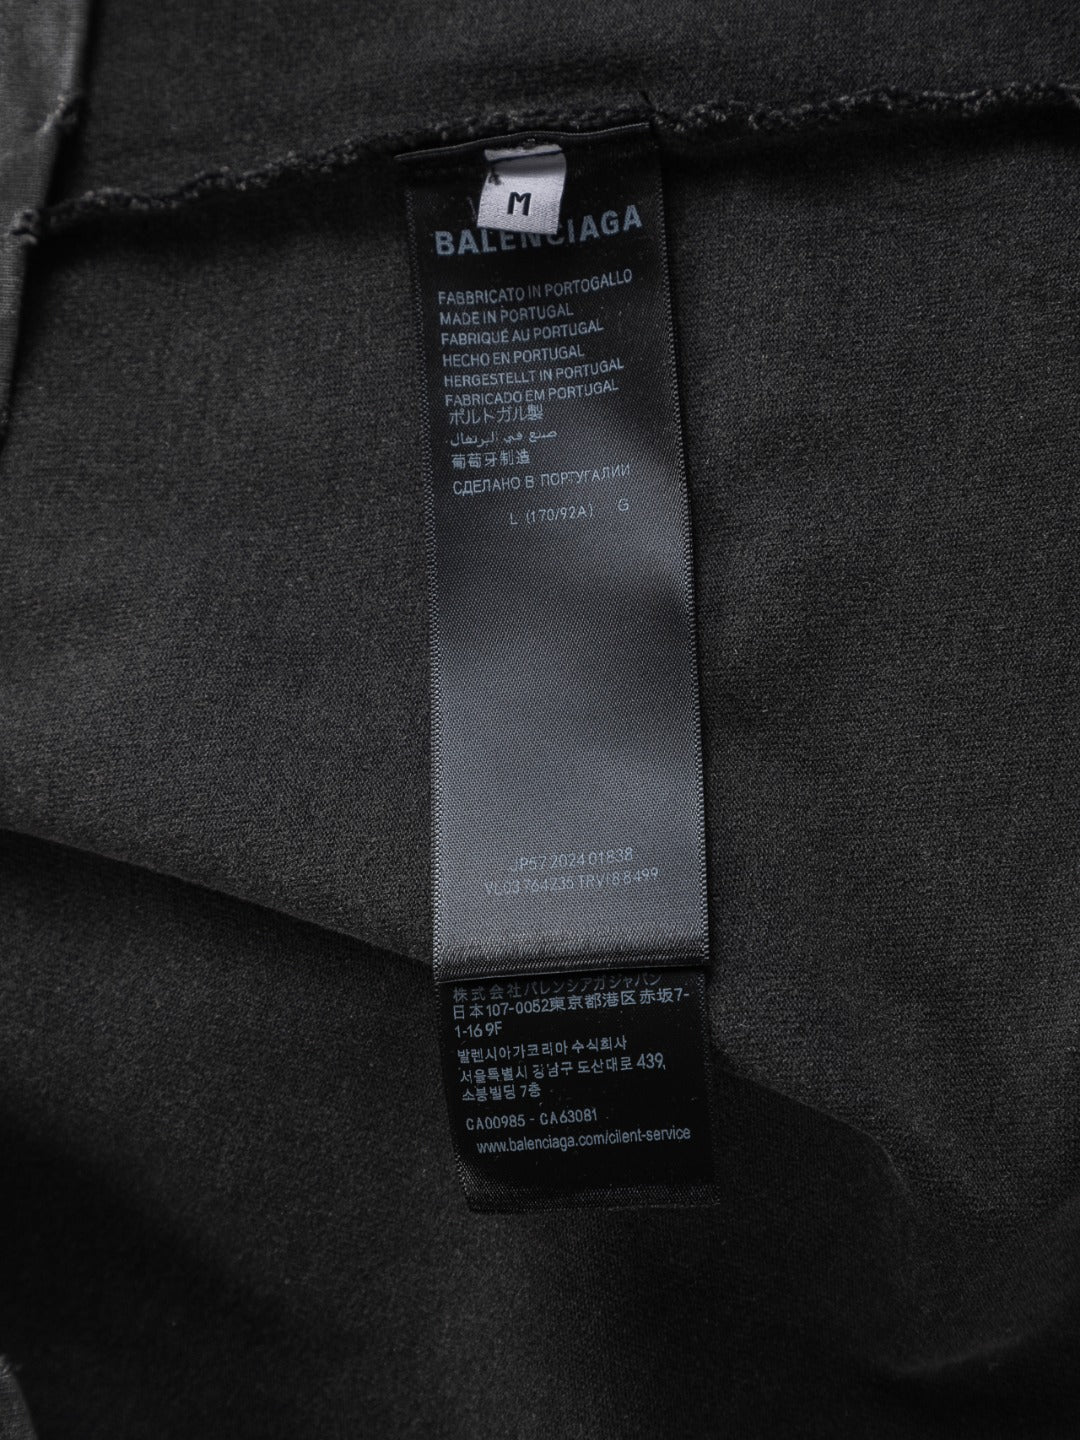 M
BALENCIAGA
FABBRICATO IN PORTOGALLO
MADE IN PORTUGAL
FABRIQUÉ AU PORTUGAL
HECHO EN PORTUGAL
HERGESTELLT IN PORTUGAL
FABRICADO EM PORTUGAL
ポルトガル製
صنع في البرتغال
葡萄牙制造
СДЕЛАНО В ПОРТУГАЛИИ
L (170/92A) G
JP57 2024 01838
株式会社バレンシアガジャパン
日本107-0052東京都港区赤坂7-
1-16 9F
발렌시아가코리아 수식희사
서울특별시 강남구 도산대로 439,
소봉빌딩 7층
CA00985 - CA63081
www.balenciaga.com/cilent-service